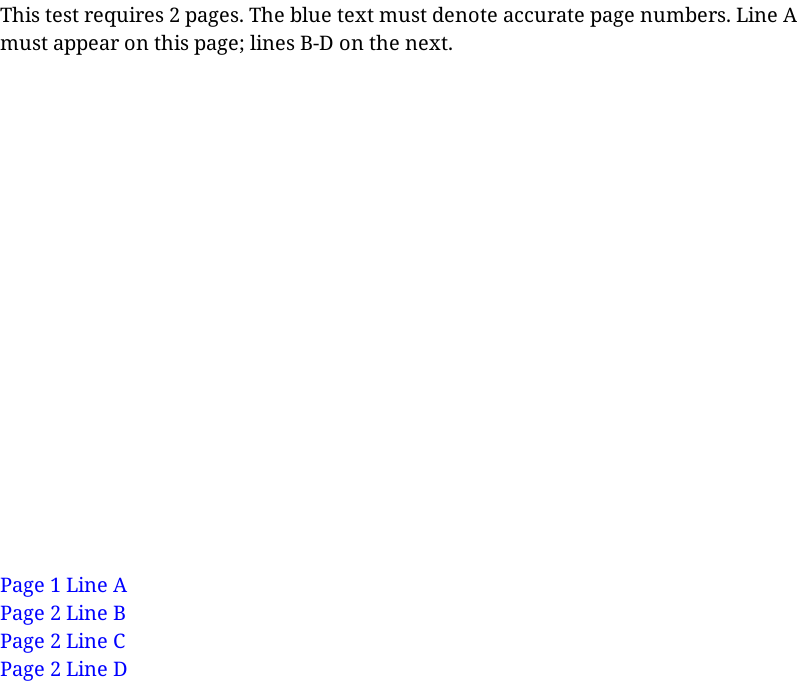 This test requires 2 pages. The blue text must denote accurate page numbers. Line A
must appear on this page; lines B-D on the next.
Page 1 Line A
Page 2 Line B
Page 2 Line C
Page 2 Line D